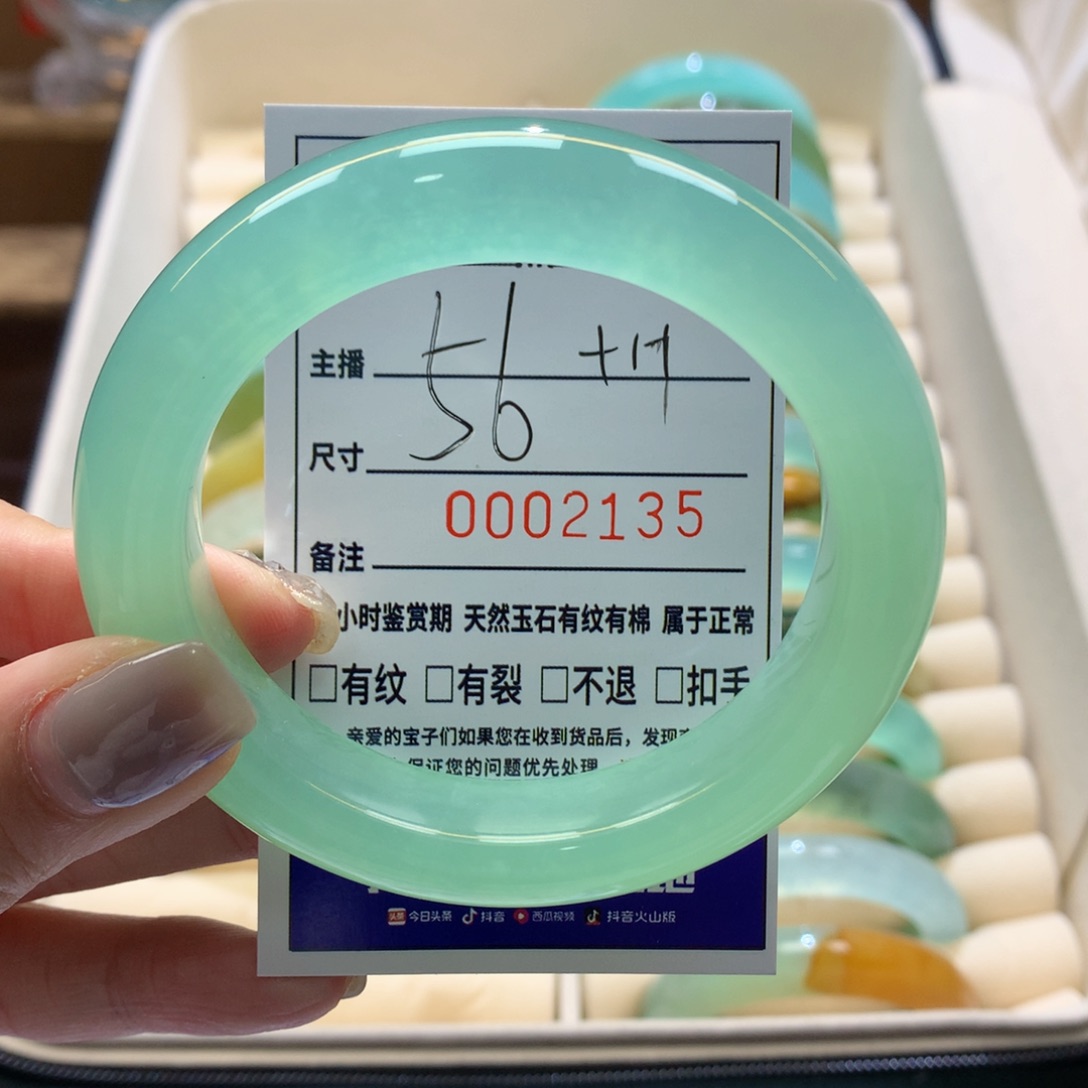 主播
56
尺寸
0002135
备注
小时鉴赏期 天然玉石有纹有棉 属于正常
□有纹 □有裂 □不退 □扣手
亲爱的宝子们如果您在收到货品后，发现
保证您的问题优先处理
头条 今日头条 抖音 西瓜视频 抖音火山版